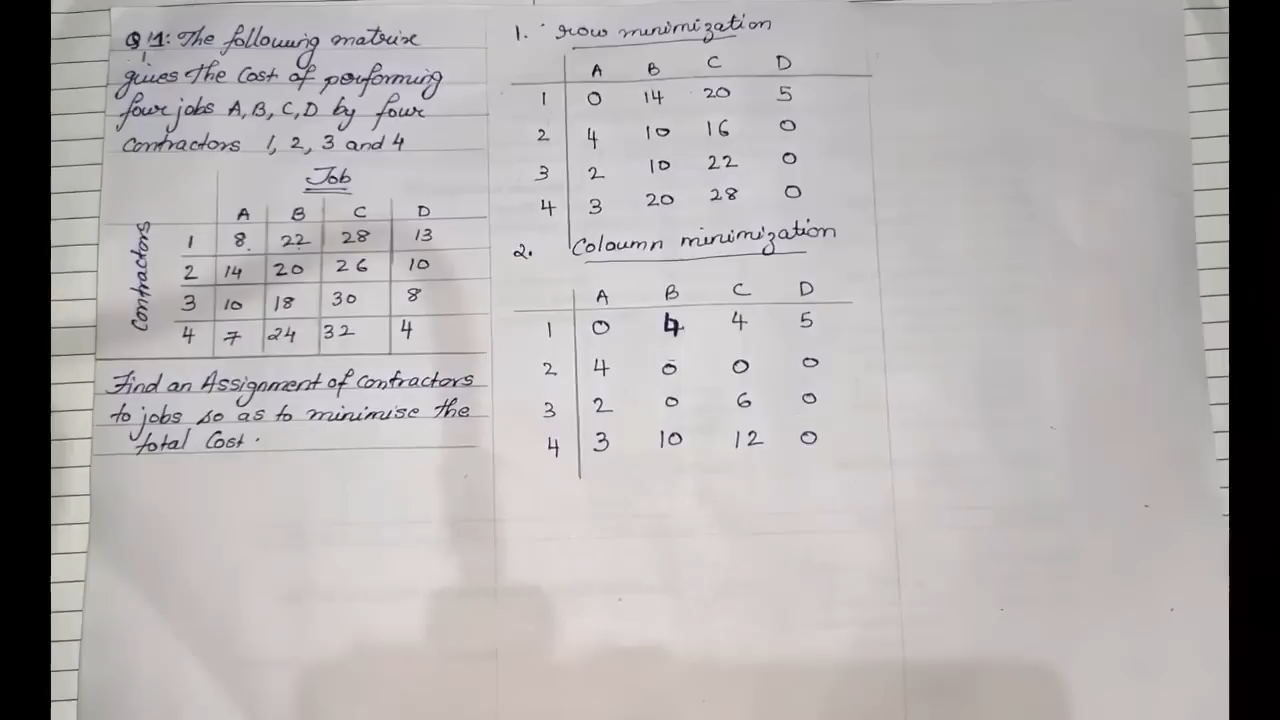 Q 1: The following matrix
gives the cost of performing
four jobs A, B, C, D by four
contractors 1, 2, 3 and 4
Job
A B C D
Contractors
1 8 22 28 13
2 14 20 26 10
3 10 18 30 8
4 7 24 32 4
Find an Assignment of contractors
to jobs so as to minimise the
total cost.
1. row minimization
A B C D
1 0 14 20 5
2 4 10 16 0
3 2 10 22 0
4 3 20 28 0
2. Coloumn minimization
A B C D
1 0 4 4 5
2 4 0 0 0
3 2 0 6 0
4 3 10 12 0